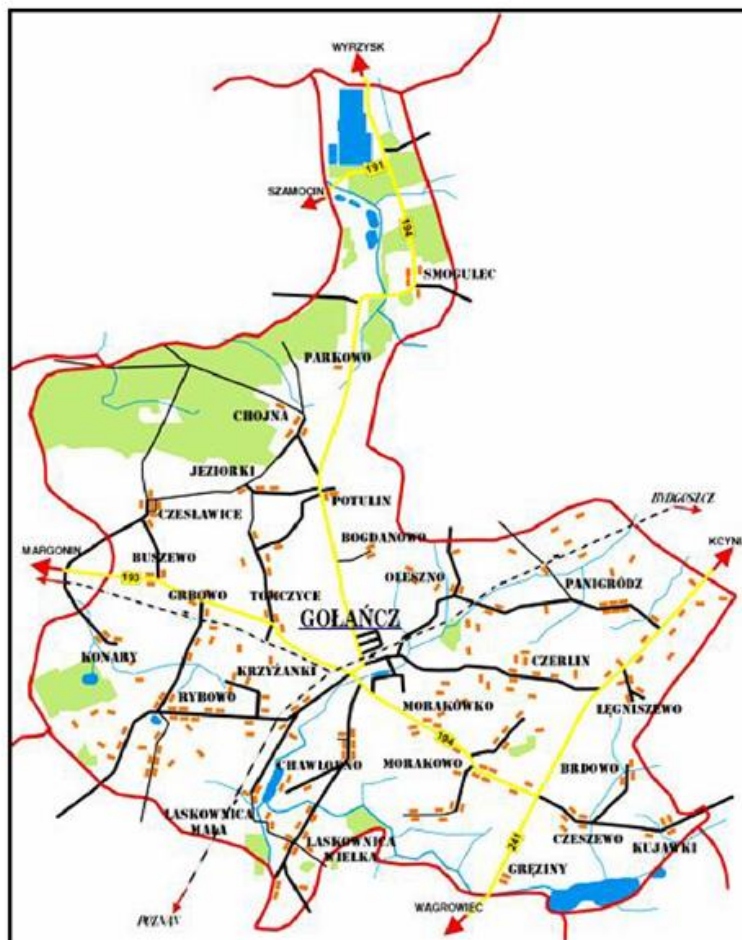 WYRZYSK
191
SZAMOCIN
194
SMOGULEC
PARKOWO
CHOJNA
JEZIORKI
POTULIN
CZESŁAWICE
BYDGOSZCZ
BOGDANOWO
MARGONIN
BUSZEWO
KCYNI
193
OLESZNO
PANIGRÓDZ
GRBOWO
TOMCZYCE
GOŁAŃCZ
KONARY
KRZYŻANKI
CZERLIN
RYBOWO
MORAKÓWKO
ŁĘGNISZEWO
194
CHAWŁODNO
MORAKOWO
BRDOWO
LASKOWNICA
MAŁA
LASKOWNICA
WIELKA
241
CZESZEWO
KUJAWKI
GRĘZINY
POZNAŃ
WĄGROWIEC